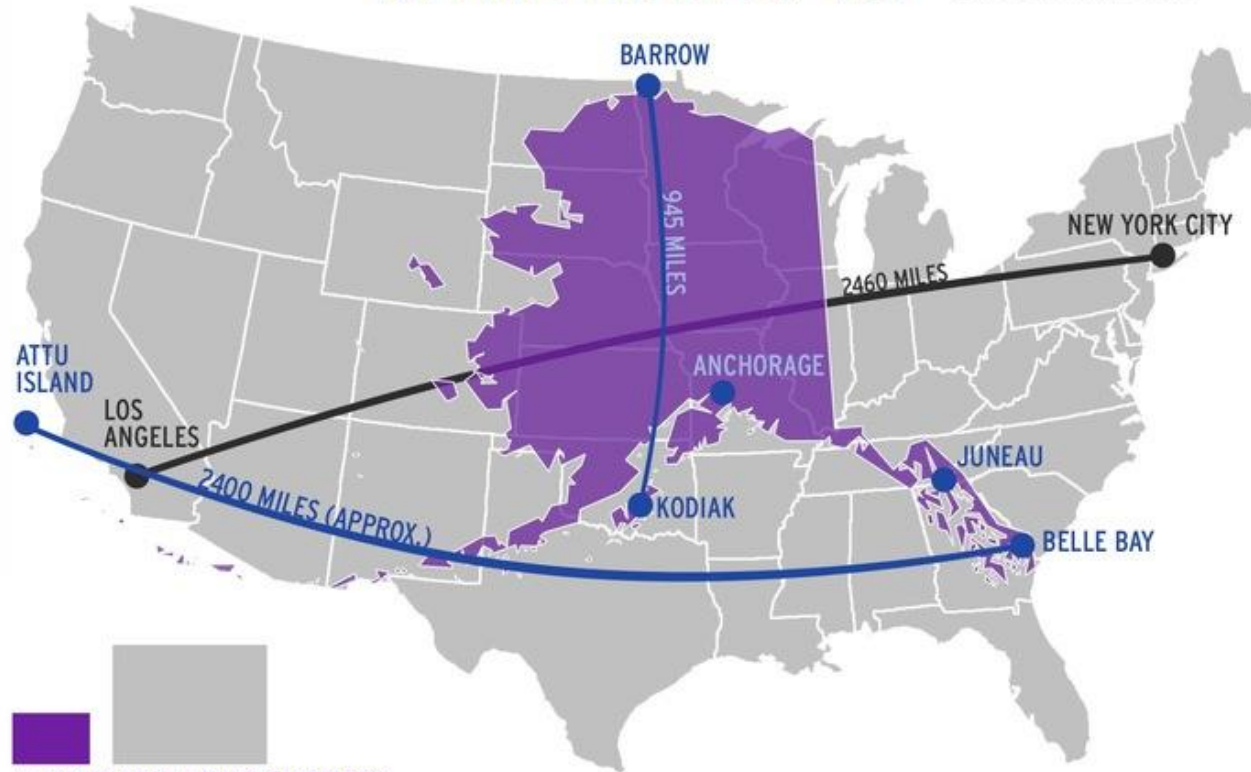 BARROW
945 MILES
NEW YORK CITY
2460 MILES
ATTU
ISLAND
ANCHORAGE
LOS
ANGELES
JUNEAU
2400 MILES (APPROX.)
KODIAK
BELLE BAY